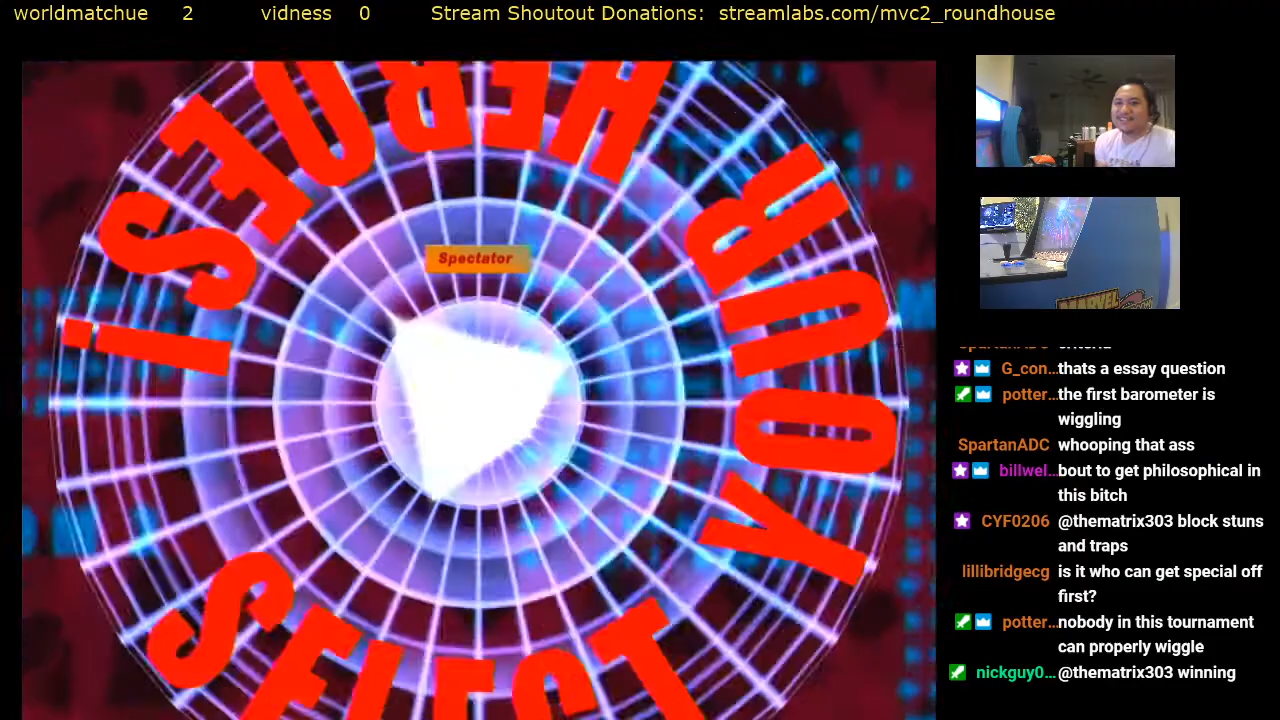 worldmatchue 2 vidness 0 Stream Shoutout Donations: streamlabs.com/mvc2_roundhouse
SELECT YOUR HEROES!
Spectator
MARVEL
G_con… thats a essay question
potter… the first barometer is
wiggling
SpartanADC whooping that ass
billwel… bout to get philosophical in
this bitch
CYF0206 @thematrix303 block stuns
and traps
lillibridgecg is it who can get special off
first?
potter… nobody in this tournament
can properly wiggle
nickguy0… @thematrix303 winning